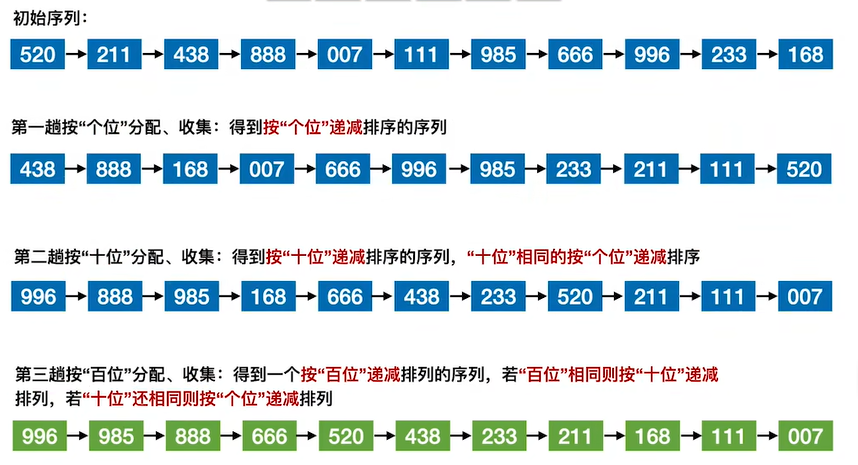 初始序列：
520 211 438 888 007 111 985 666 996 233 168
第一趟按“个位”分配、收集：得到按“个位”递减排序的序列
438 888 168 007 666 996 985 233 211 111 520
第二趟按“十位”分配、收集：得到按“十位”递减排序的序列，“十位”相同的按“个位”递减排序
996 888 985 168 666 438 233 520 211 111 007
第三趟按“百位”分配、收集：得到一个按“百位”递减排列的序列，若“百位”相同则按“十位”递减
排列，若“十位”还相同则按“个位”递减排列
996 985 888 666 520 438 233 211 168 111 007